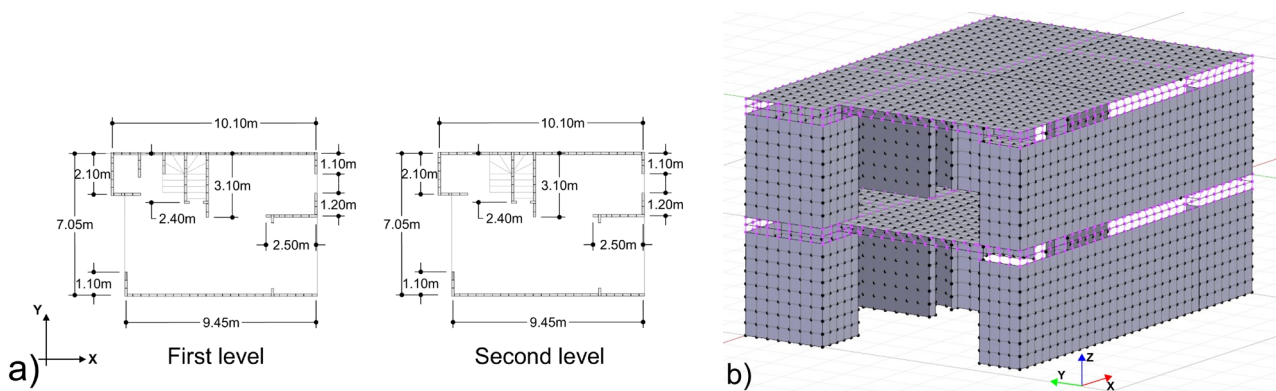 10.10m
2.10m
7.05m
1.10m
3.10m
2.40m
1.10m
1.20m
2.50m
9.45m
Y
X
a)
First level
10.10m
2.10m
7.05m
1.10m
3.10m
2.40m
1.10m
1.20m
2.50m
9.45m
Second level
b)
Z
Y
X